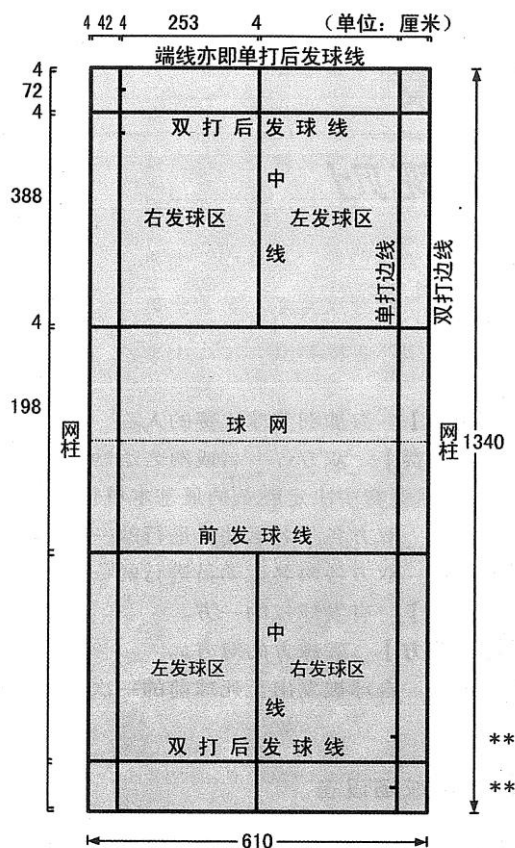 4 42 4 253 4 （单位：厘米）
端线亦即单打后发球线
4
72
4
双打后发球线
388
中线
右发球区 左发球区
单打边线
双打边线
4
198
球网
网柱
网柱
1340
前发球线
中线
左发球区 右发球区
双打后发球线
**
**
610